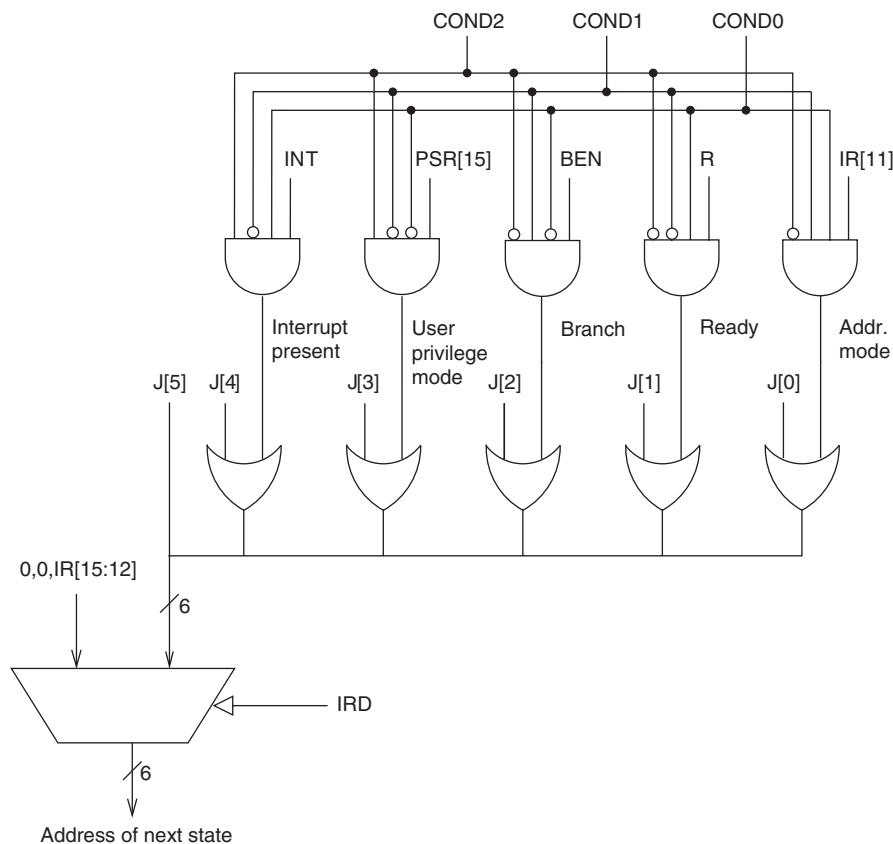 COND2 COND1 COND0
INT PSR[15] BEN R IR[11]
Interrupt
present
User
privilege
mode
Branch
Ready
Addr.
mode
J[5] J[4] J[3] J[2] J[1] J[0]
0,0,IR[15:12]
6
IRD
6
Address of next state